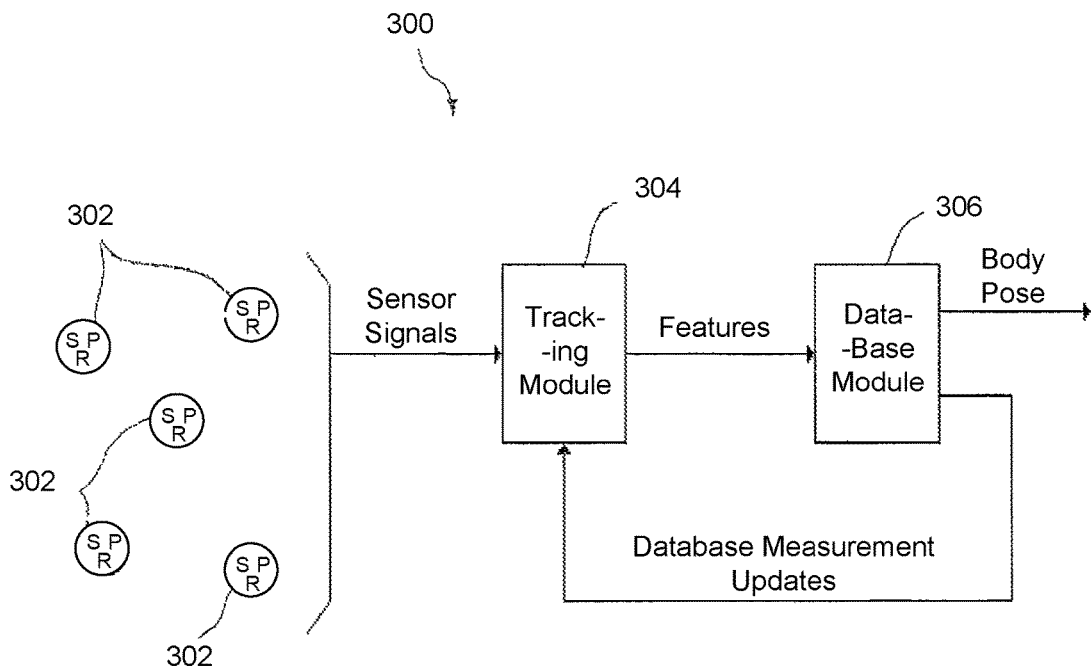 300
304
306
302
Body
Pose
S P
R
S P
R
Sensor
Signals
Track-
-ing
Module
Features
Data-
-Base
Module
S P
R
302
S P
R
S P
R
Database Measurement
Updates
302